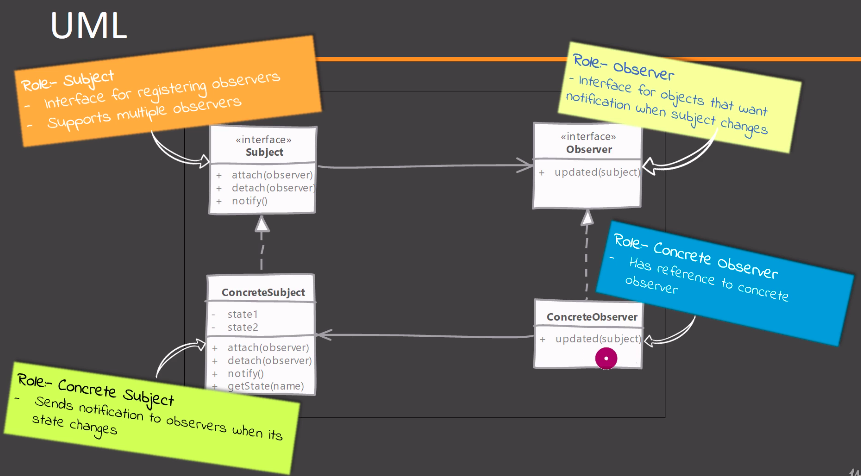 UML
Role- Subject
- Interface for registering observers
- Supports multiple observers
Role- Observer
- Interface for objects that want
notification when subject changes
«interface»
Subject
+ attach(observer)
+ detach(observer)
+ notify()
«interface»
Observer
+ updated(subject)
Role- Concrete Observer
- Has reference to concrete
observer
ConcreteSubject
- state1
- state2
+ attach(observer)
+ detach(observer)
+ notify()
+ getState(name)
ConcreteObserver
+ updated(subject)
Role- Concrete Subject
- Sends notification to observers when its
state changes